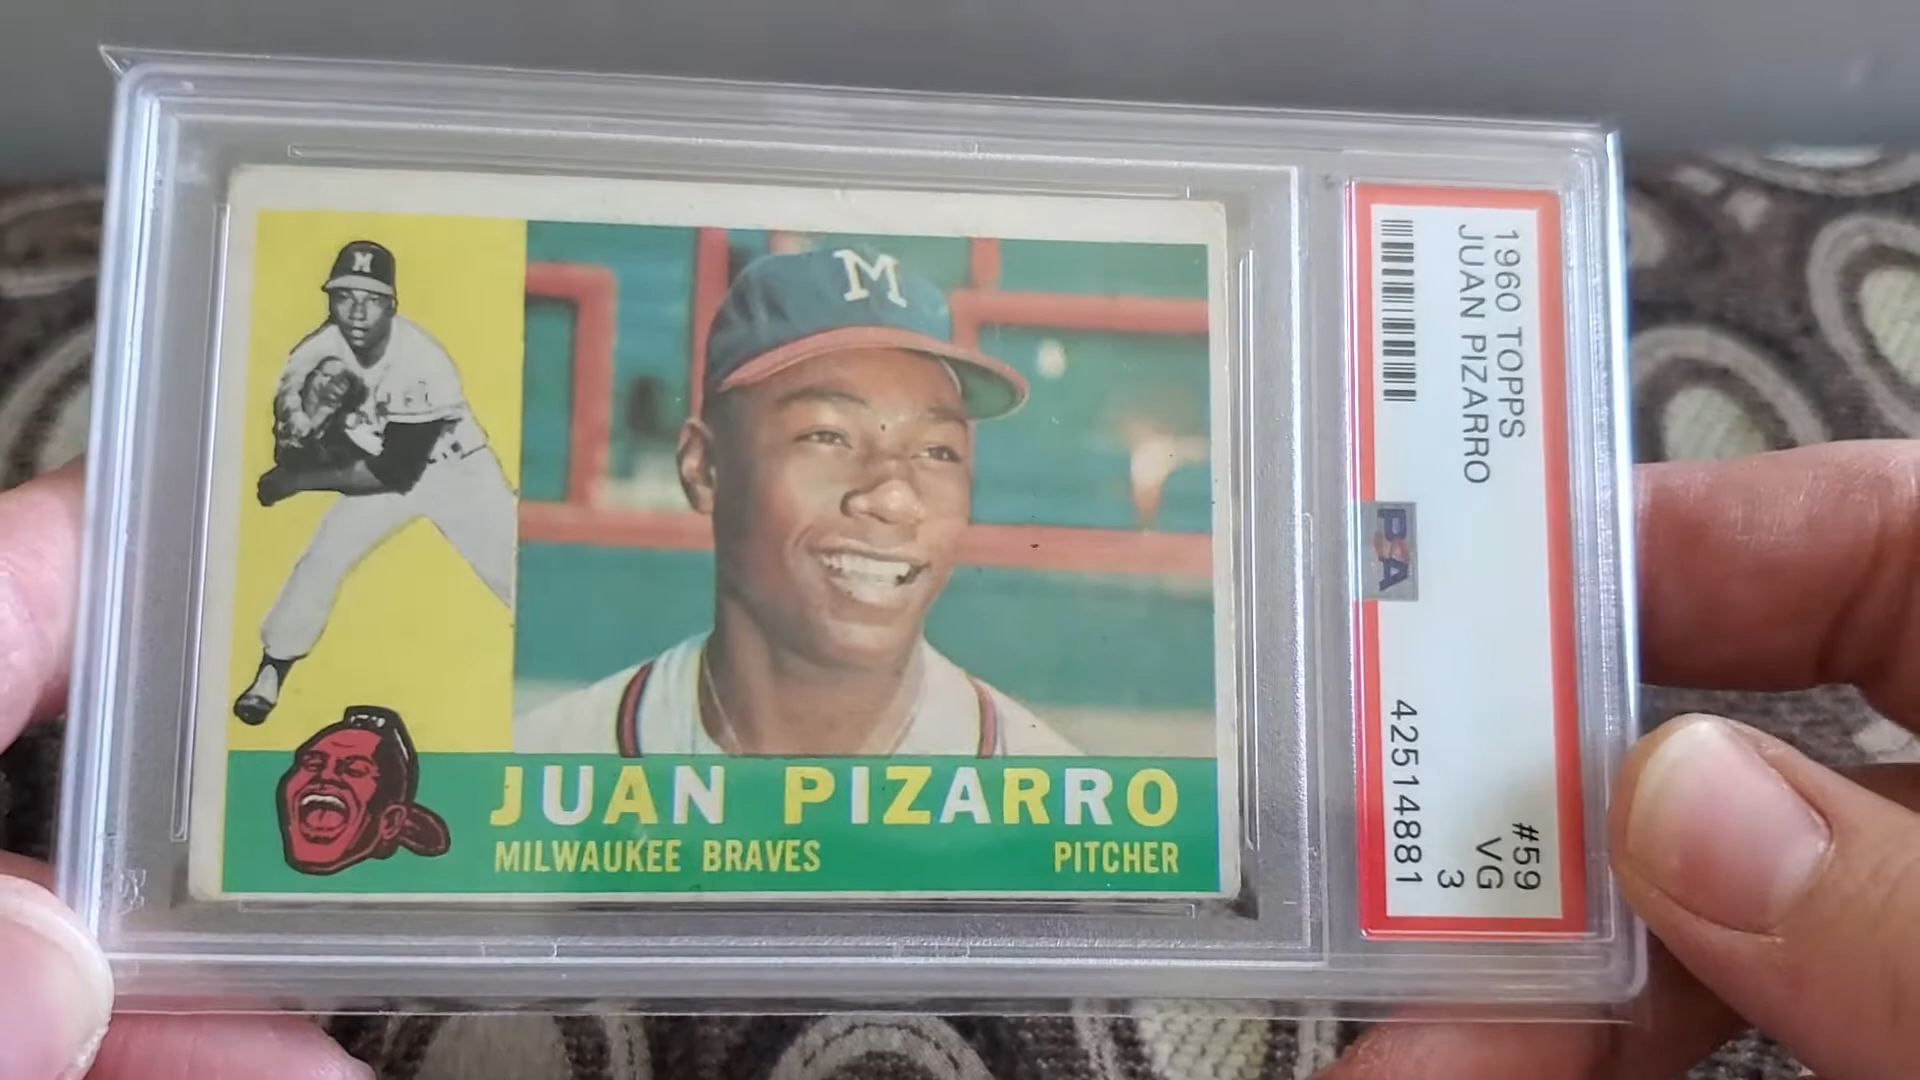 M
M
JUAN PIZARRO
MILWAUKEE BRAVES
PITCHER
1960 TOPPS
JUAN PIZARRO
#59
VG
3
PSA
42514881